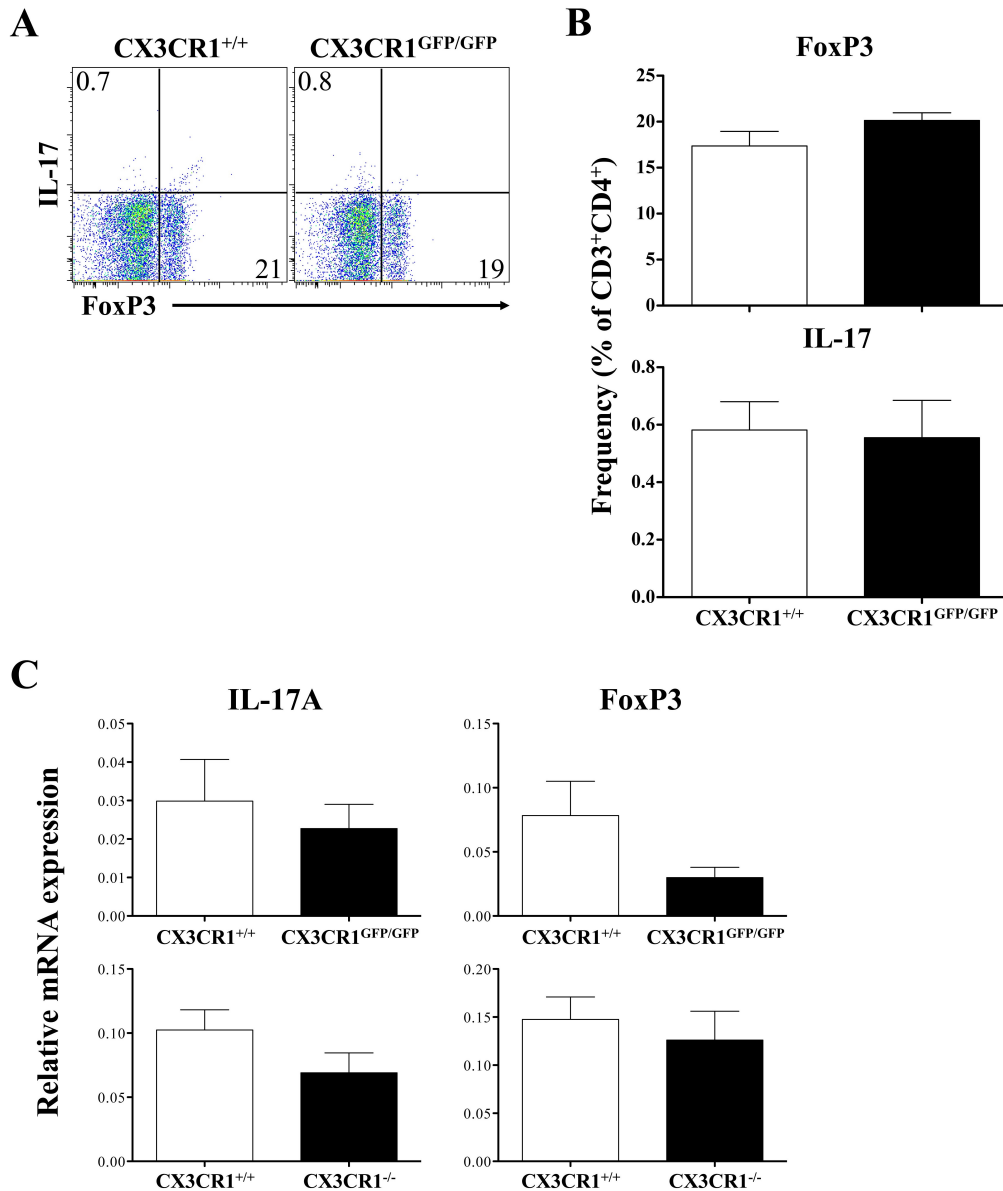 A
CX3CR1+/+
CX3CR1GFP/GFP
0.7
0.8
IL-17
21
19
FoxP3
B
FoxP3
Frequency (% of CD3+CD4+)
25
20
15
10
5
0
IL-17
0.8
0.6
0.4
0.2
0.0
CX3CR1+/+
CX3CR1GFP/GFP
C
Relative mRNA expression
IL-17A
0.05
0.04
0.03
0.02
0.01
0.00
CX3CR1+/+
CX3CR1GFP/GFP
FoxP3
0.15
0.10
0.05
0.00
CX3CR1+/+
CX3CR1GFP/GFP
0.15
0.10
0.05
0.00
CX3CR1+/+
CX3CR1-/-
0.20
0.15
0.10
0.05
0.00
CX3CR1+/+
CX3CR1-/-